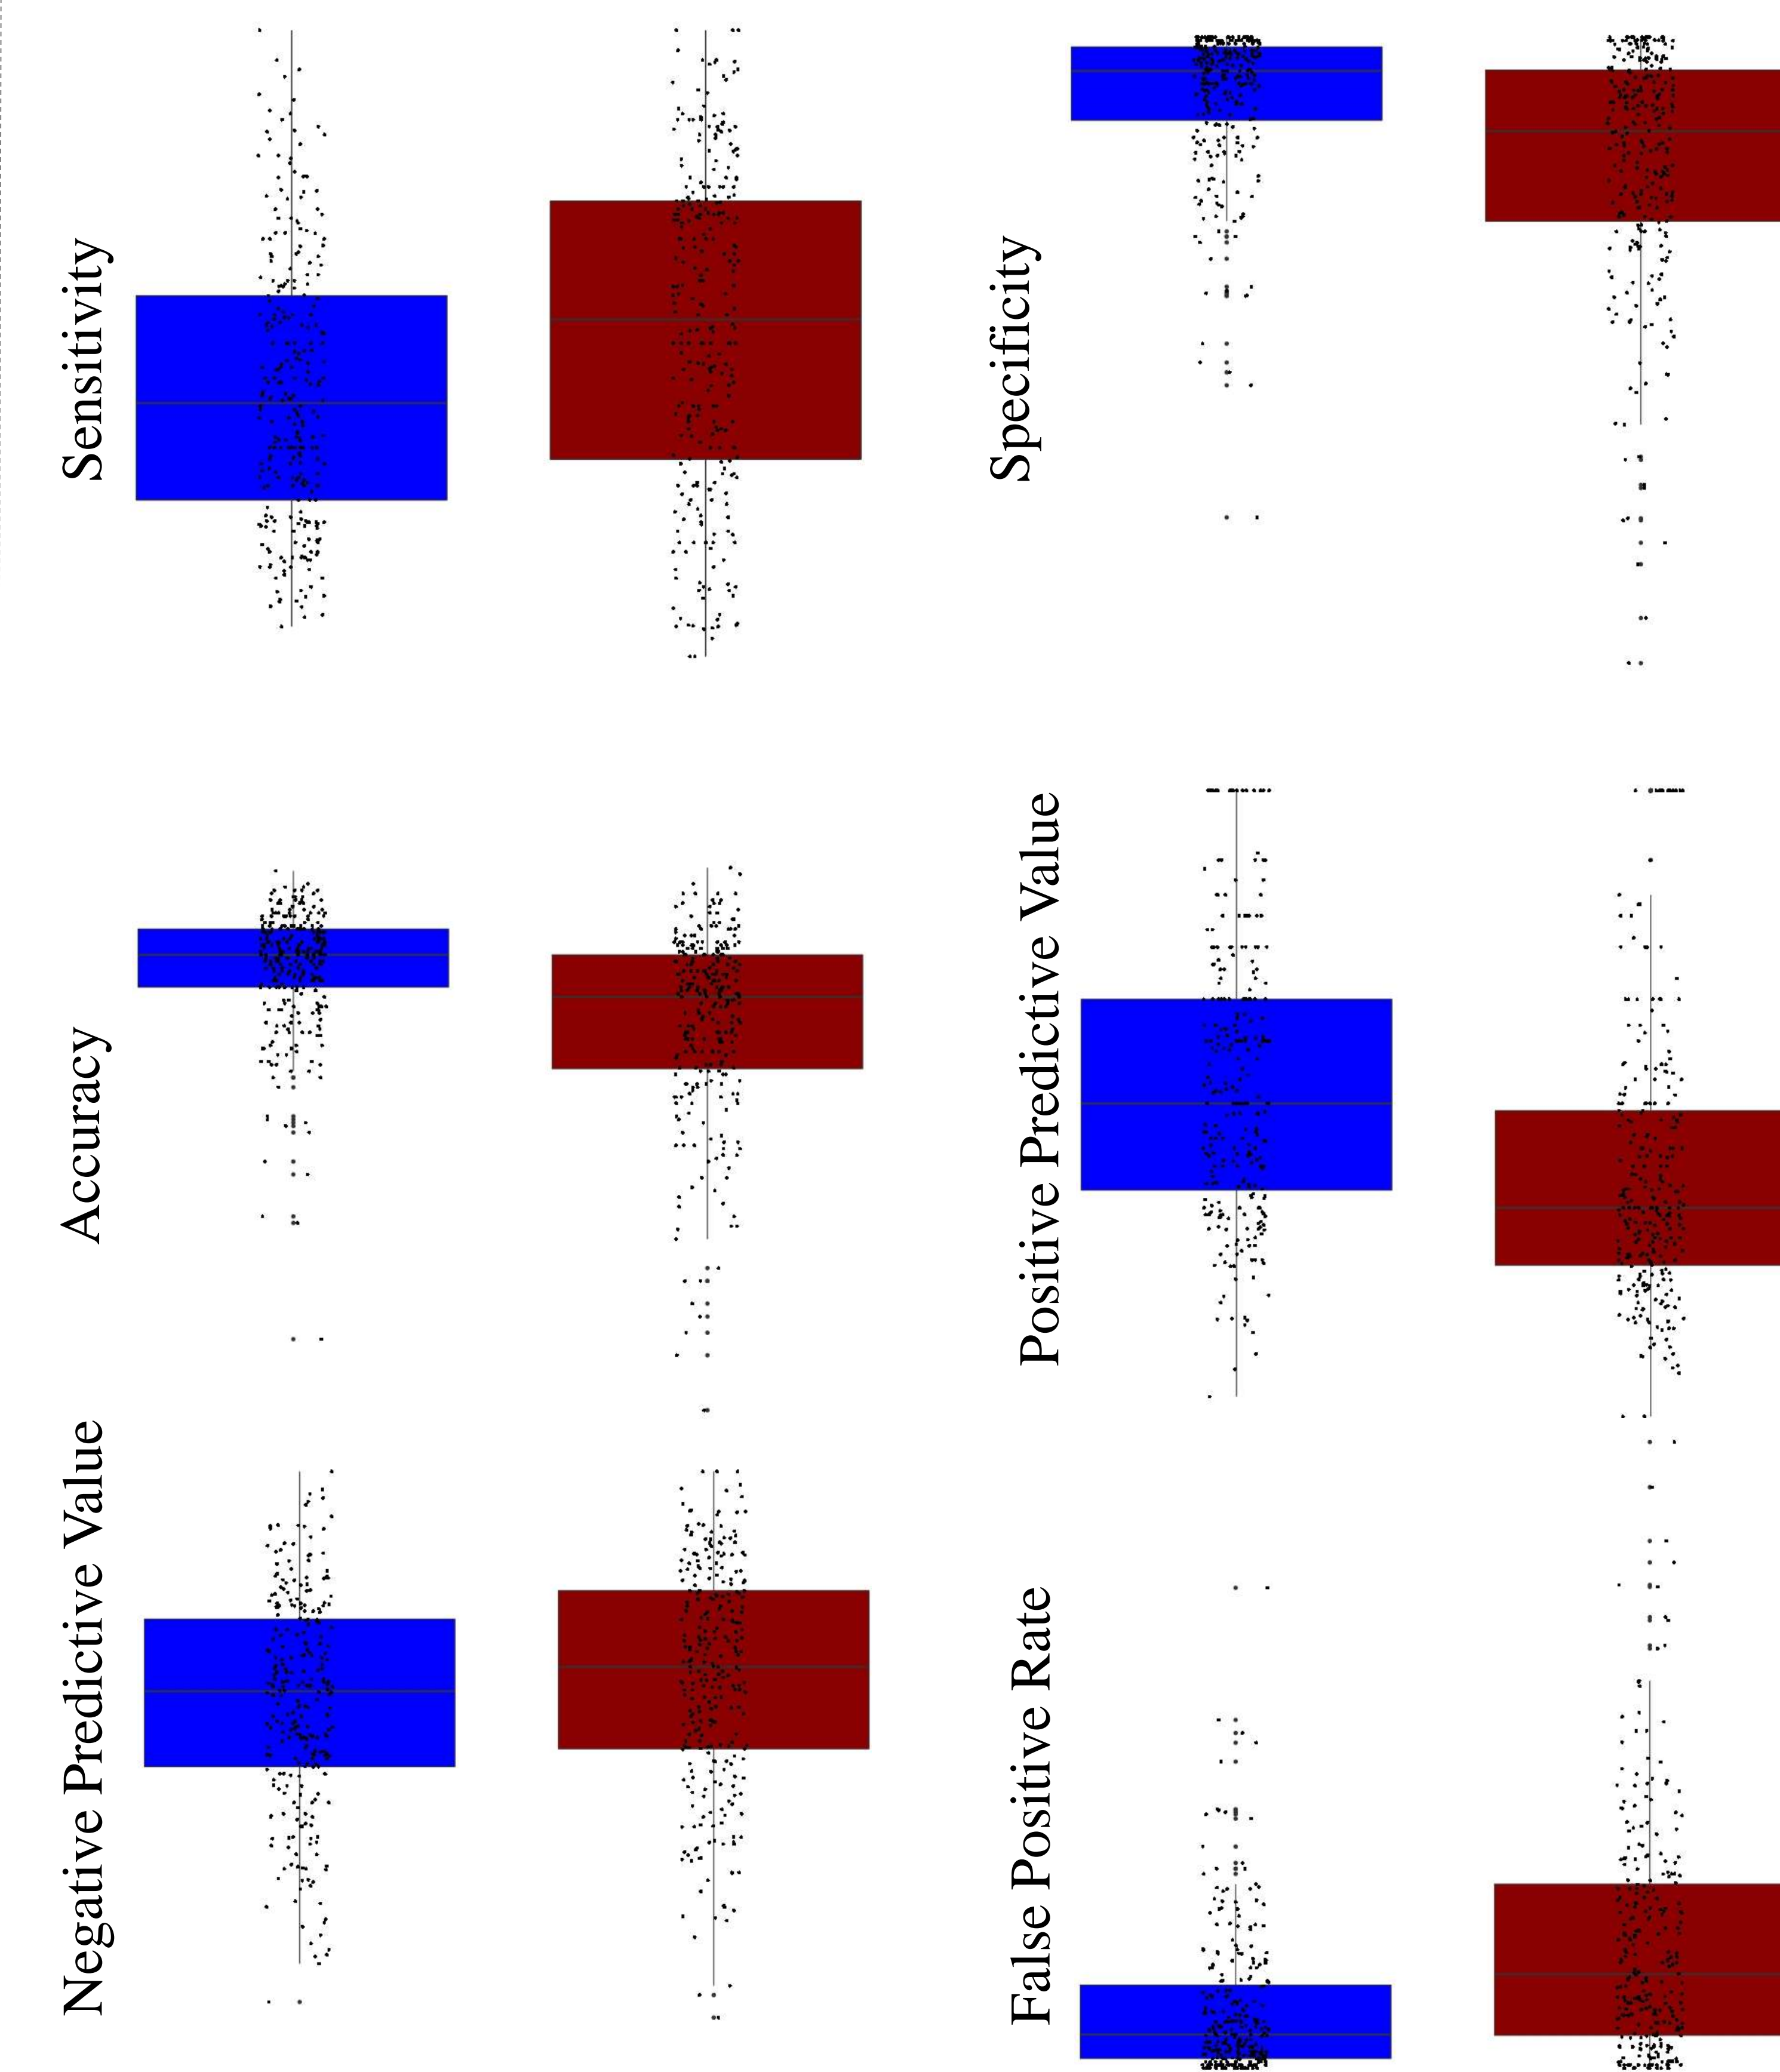 Sensitivity
Specificity
Accuracy
Positive Predictive Value
Negative Predictive Value
False Positive Rate